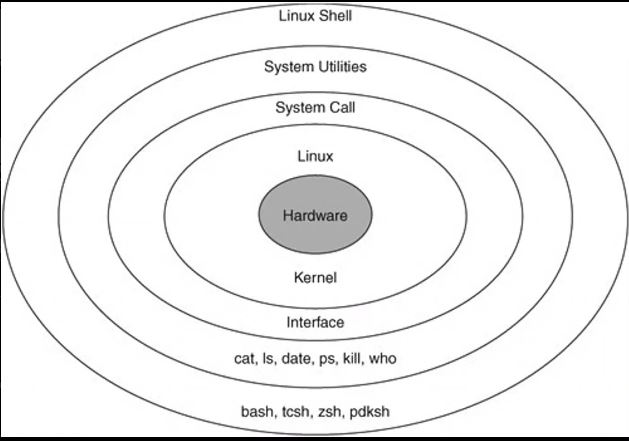 Linux Shell
System Utilities
System Call
Linux
Hardware
Kernel
Interface
cat, ls, date, ps, kill, who
bash, tcsh, zsh, pdksh